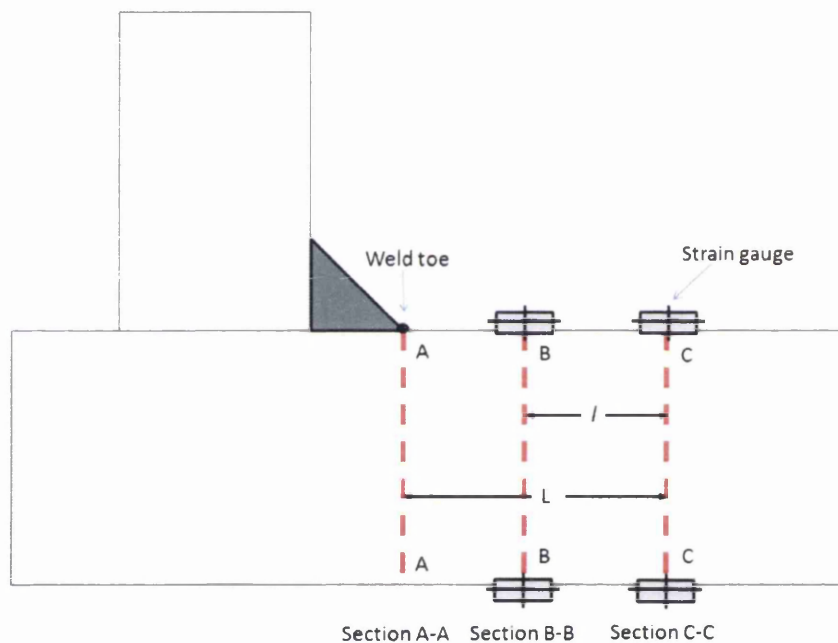 Weld toe
Strain gauge
A
B
C
l
L
A
B
C
Section A-A Section B-B Section C-C